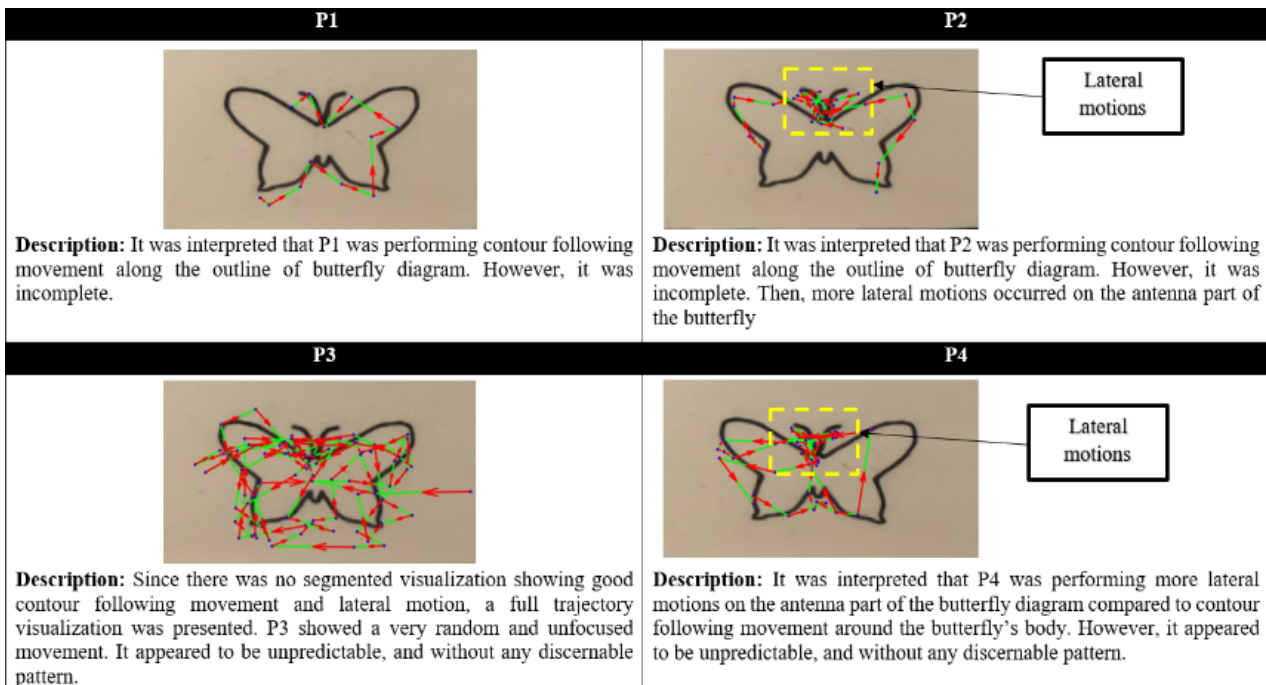 P1
P2
Lateral
motions
Description: It was interpreted that P1 was performing contour following
movement along the outline of butterfly diagram. However, it was
incomplete.
Description: It was interpreted that P2 was performing contour following
movement along the outline of butterfly diagram. However, it was
incomplete. Then, more lateral motions occurred on the antenna part of
the butterfly
P3
P4
Lateral
motions
Description: Since there was no segmented visualization showing good
contour following movement and lateral motion, a full trajectory
visualization was presented. P3 showed a very random and unfocused
movement. It appeared to be unpredictable, and without any discernable
pattern.
Description: It was interpreted that P4 was performing more lateral
motions on the antenna part of the butterfly diagram compared to contour
following movement around the butterfly’s body. However, it appeared
to be unpredictable, and without any discernable pattern.